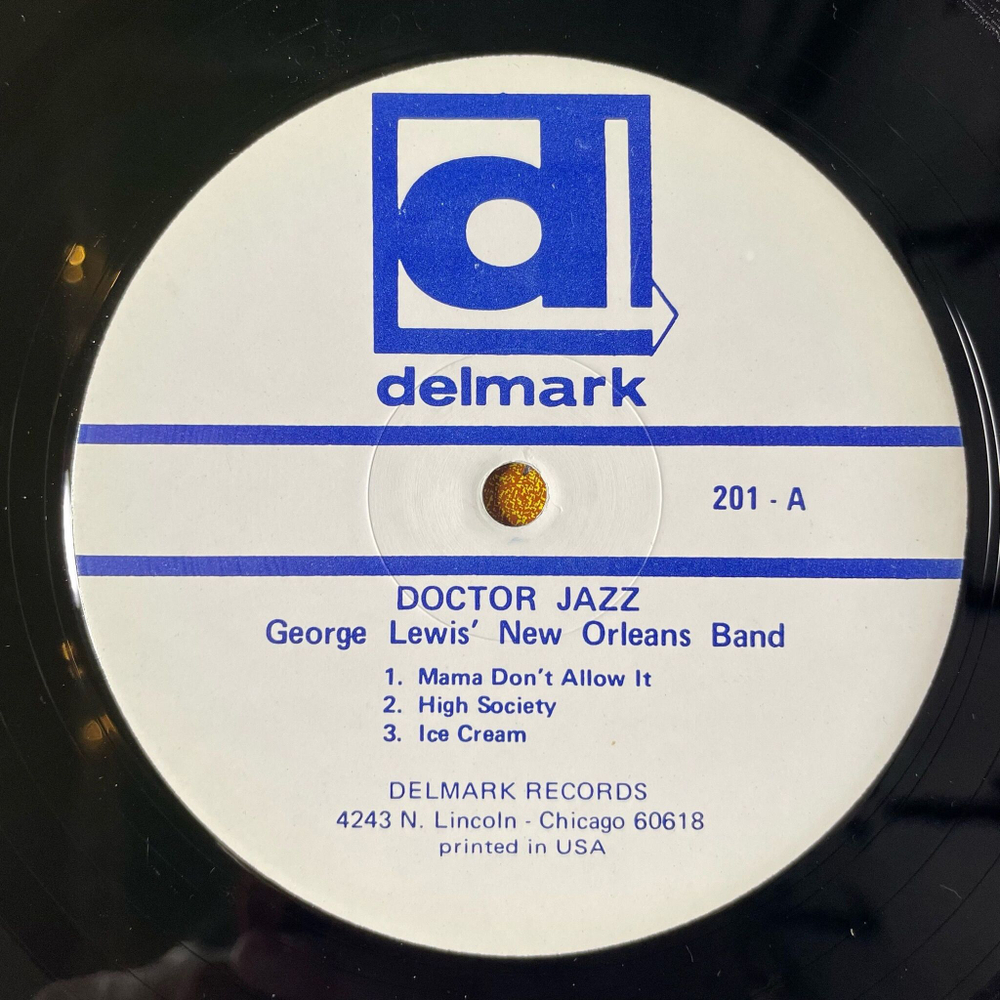 dl
delmark
201 - A
DOCTOR JAZZ
George Lewis' New Orleans Band
1. Mama Don't Allow It
2. High Society
3. Ice Cream
DELMARK RECORDS
4243 N. Lincoln - Chicago 60618
printed in USA